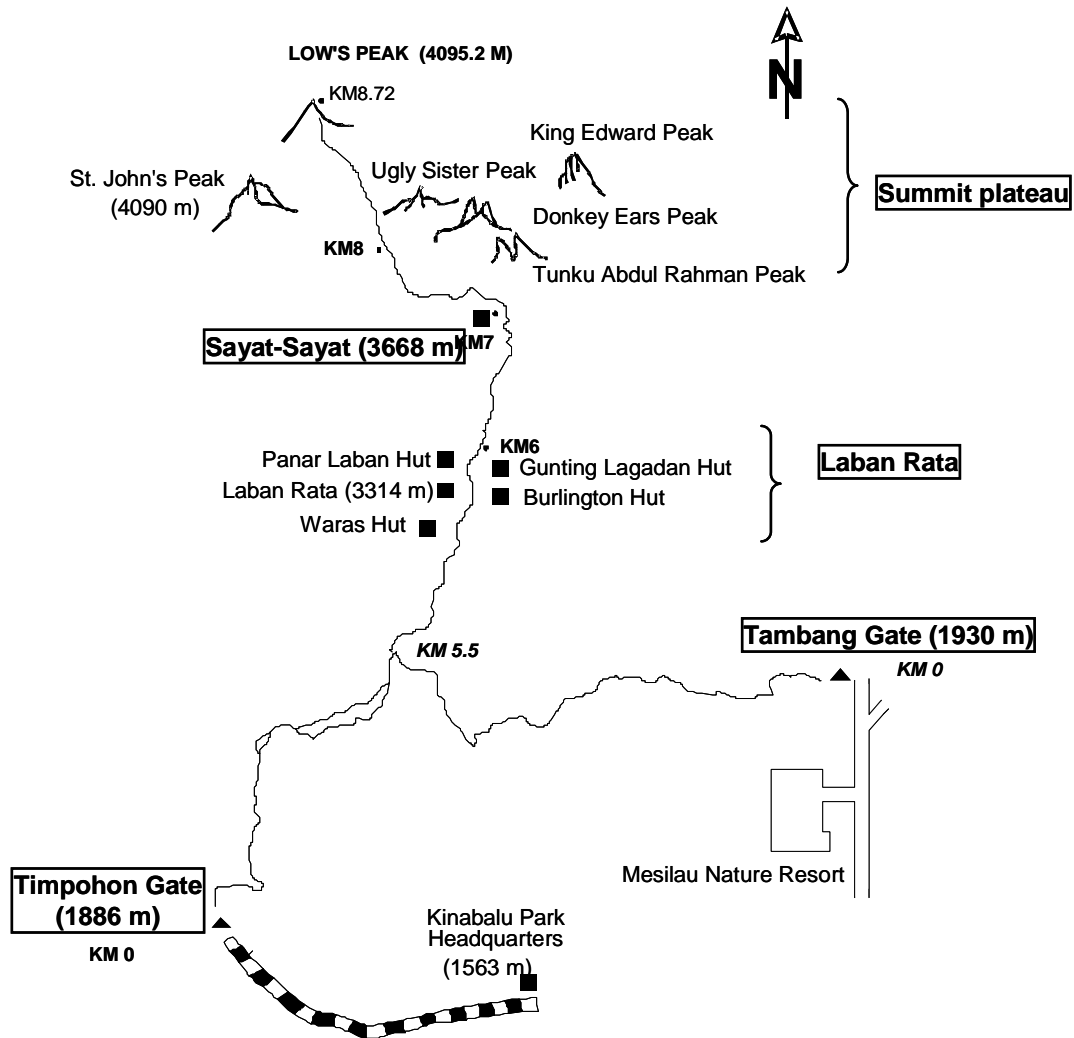 LOW'S PEAK (4095.2 M)
N
KM8.72
King Edward Peak
Ugly Sister Peak
St. John's Peak
(4090 m)
Summit plateau
Donkey Ears Peak
KM8
Tunku Abdul Rahman Peak
Sayat-Sayat (3668 m)
KM7
KM6
Panar Laban Hut
Gunting Lagadan Hut
Laban Rata
Laban Rata (3314 m)
Burlington Hut
Waras Hut
Tambang Gate (1930 m)
KM 5.5
KM 0
Mesilau Nature Resort
Timpohon Gate
(1886 m)
KM 0
Kinabalu Park
Headquarters
(1563 m)